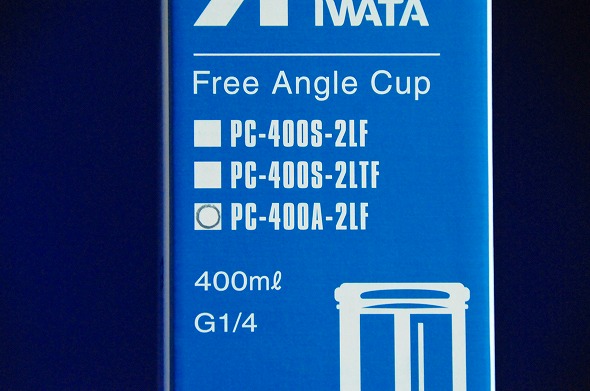 IWATA
Free Angle Cup
PC-400S-2LF
PC-400S-2LTF
PC-400A-2LF
400mℓ
G1/4